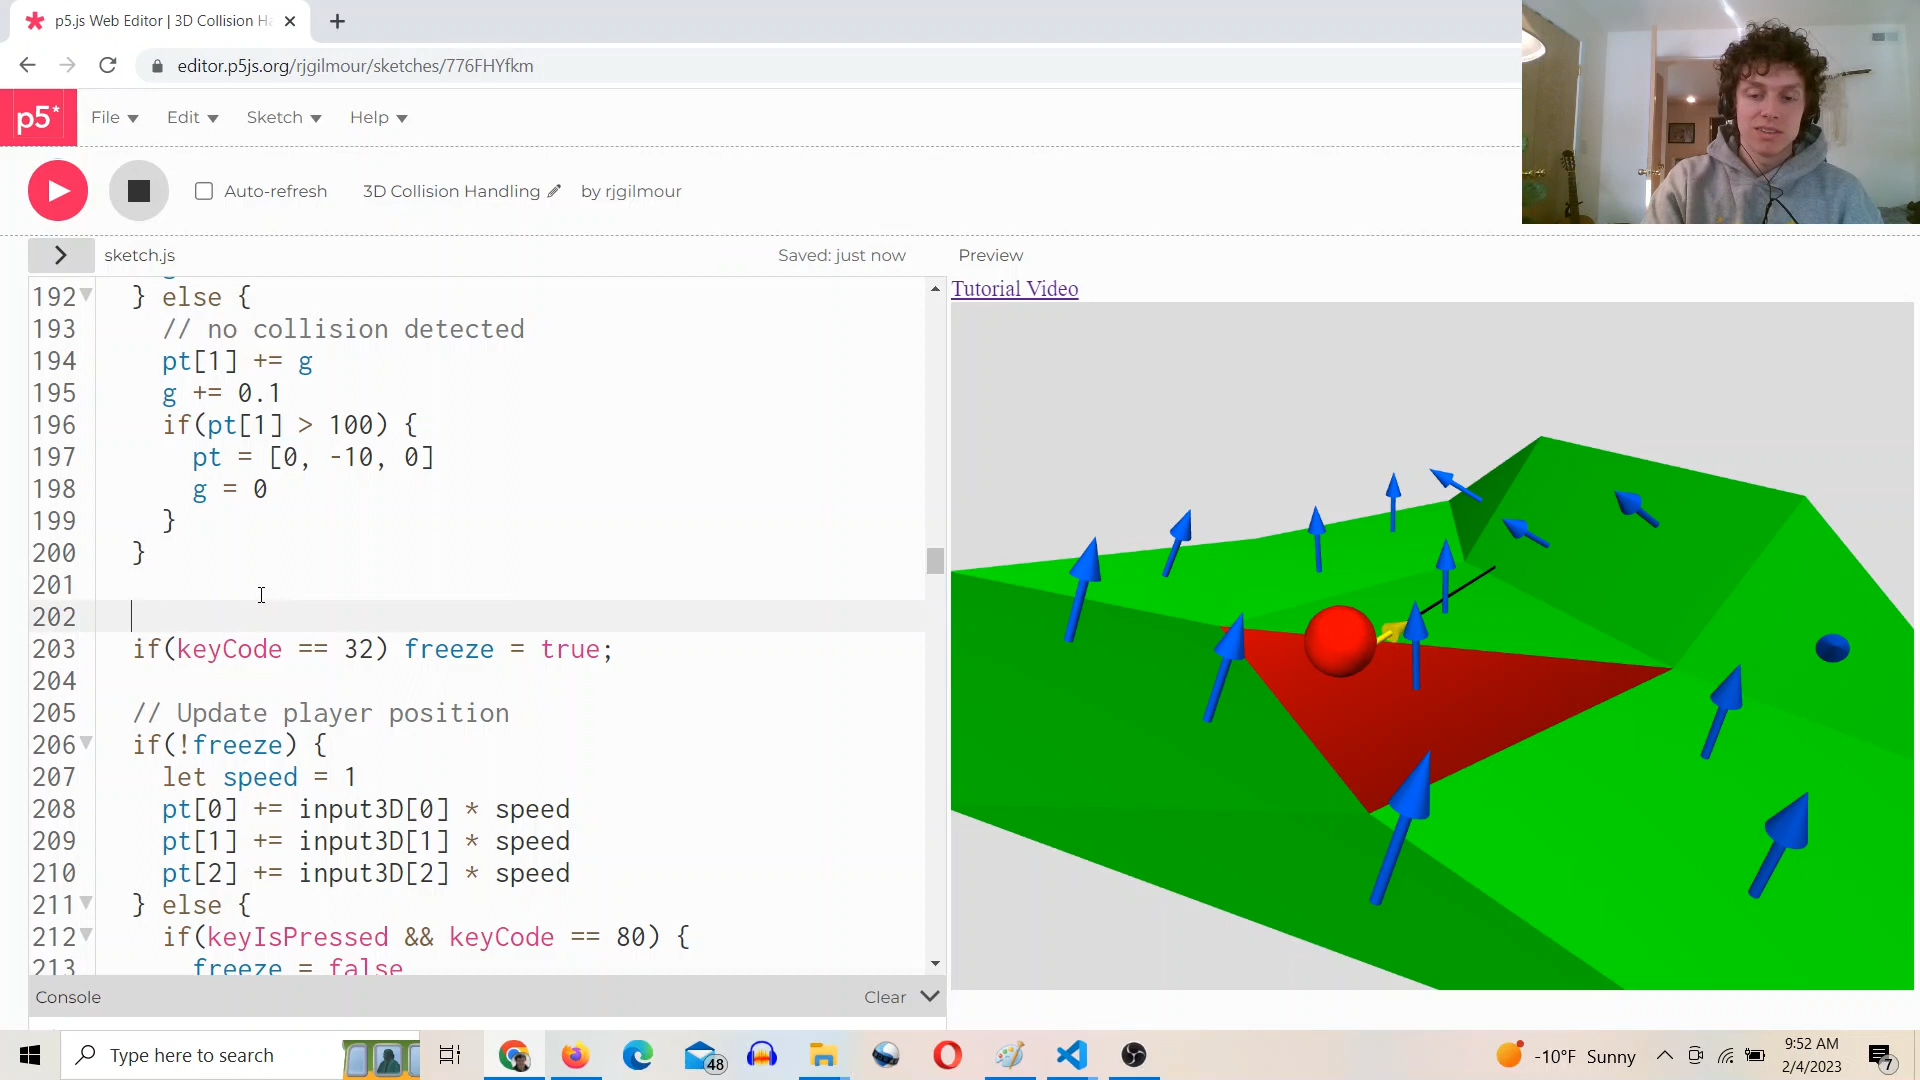 p5.js Web Editor | 3D Collision Ha
editor.p5js.org/rjgilmour/sketches/776FHYfkm
p5* File Edit Sketch Help
Auto-refresh 3D Collision Handling by rjgilmour
sketch.js Saved: just now Preview
Tutorial Video
192 } else {
193 // no collision detected
194 pt[1] += g
195 g += 0.1
196 if(pt[1] > 100) {
197 pt = [0, -10, 0]
198 g = 0
199 }
200 }
201
202
203 if(keyCode == 32) freeze = true;
204
205 // Update player position
206 if(!freeze) {
207 let speed = 1
208 pt[0] += input3D[0] * speed
209 pt[1] += input3D[1] * speed
210 pt[2] += input3D[2] * speed
211 } else {
212 if(keyIsPressed && keyCode == 80) {
213 freeze = false
Console Clear
Type here to search 48 -10°F Sunny 9:52 AM
2/4/2023 7